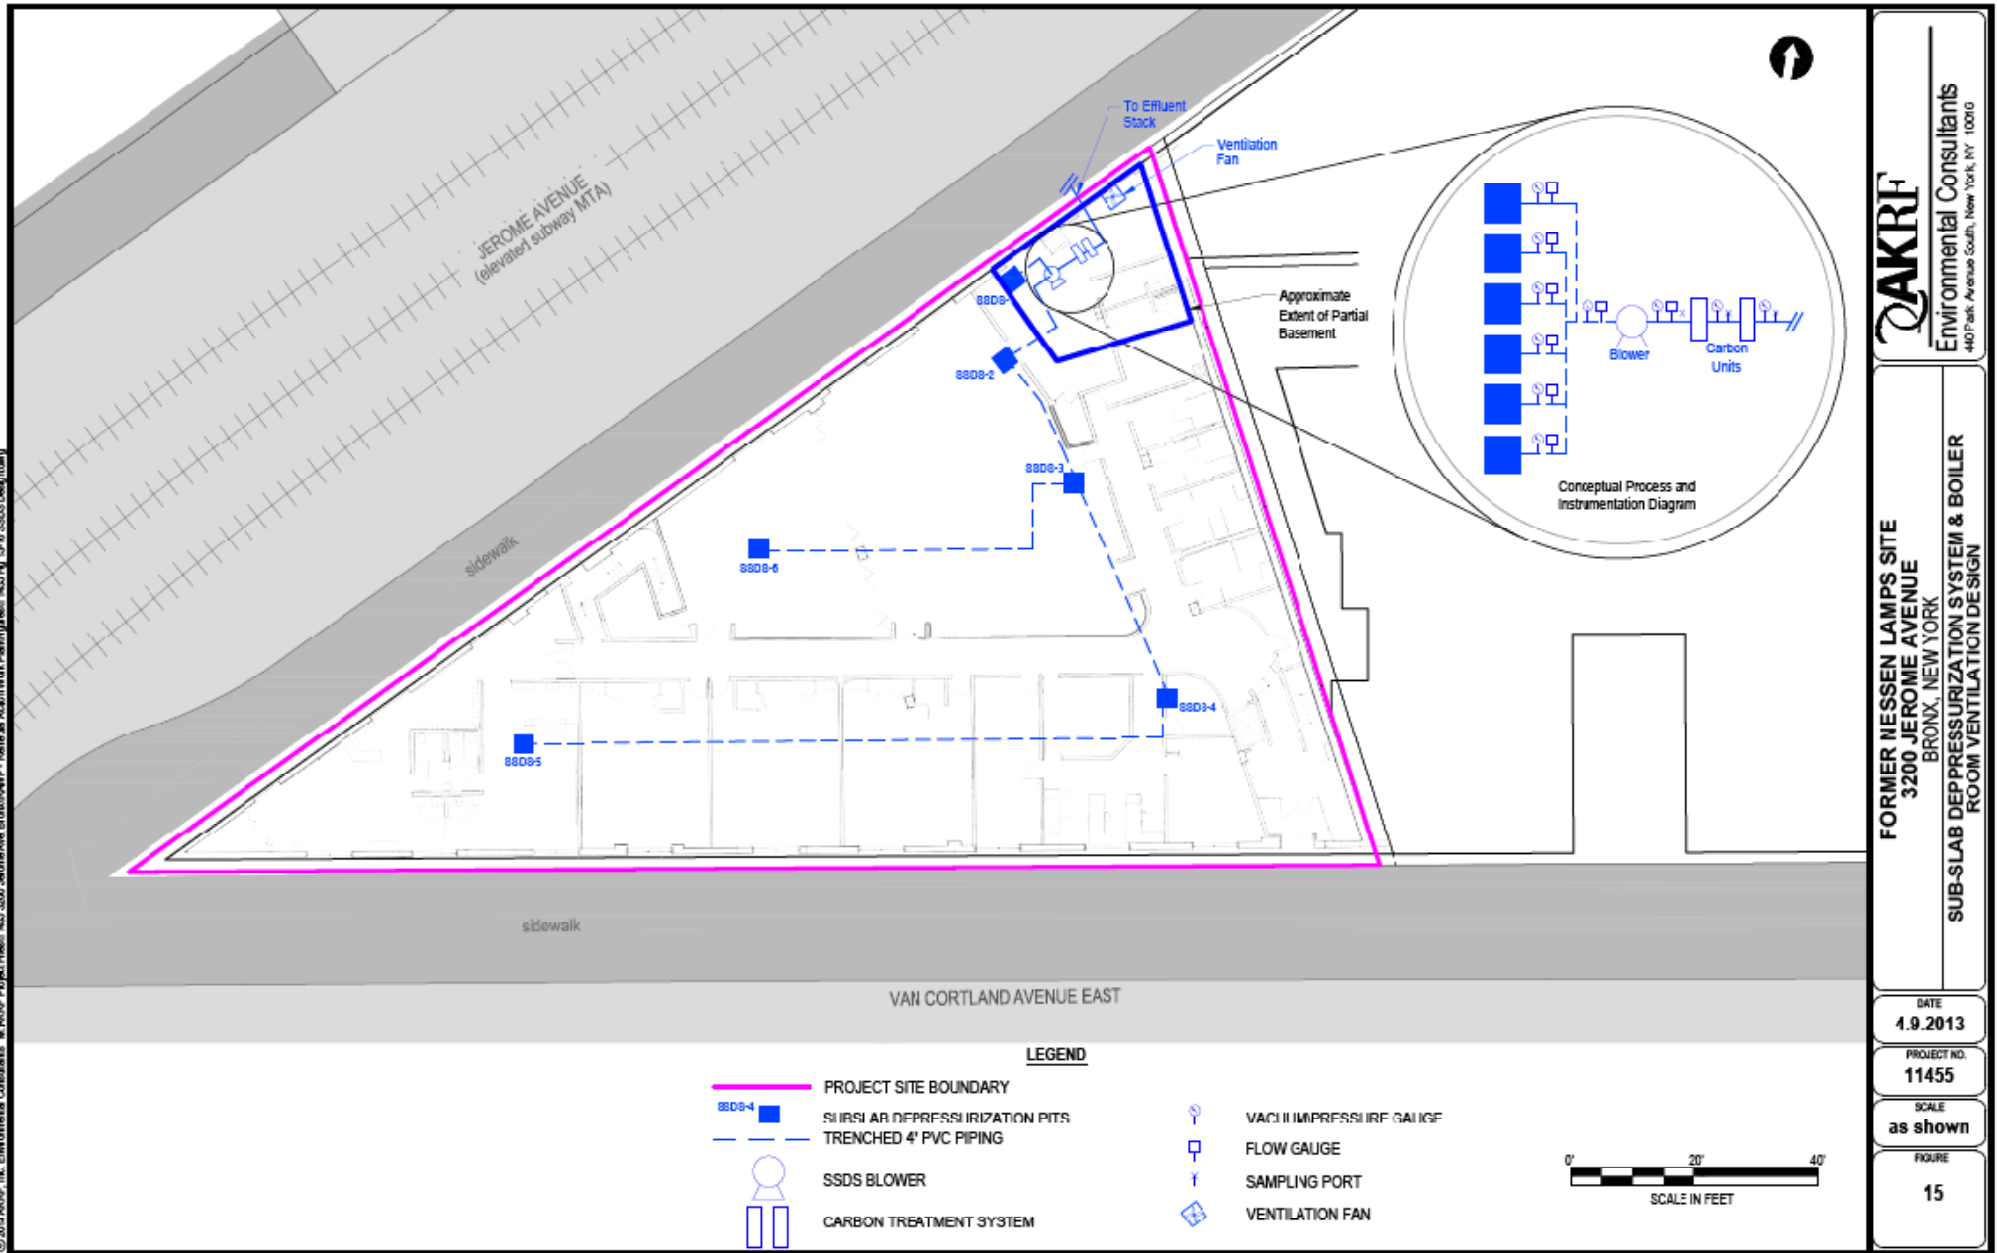 To Effluent
Stack
Ventilation
Fan
JEROME AVENUE
(elevated subway MTA)
SSDS-
Approximate
Extent of Partial
Basement
SSDS-2
SSDS-3
SSDS-6
SSDS-4
SSDS-5
sidewalk
sidewalk
VAN CORTLAND AVENUE EAST
Blower
Carbon
Units
Conceptual Process and
Instrumentation Diagram
LEGEND
PROJECT SITE BOUNDARY
SSDS-4
SUBSLAB DEPRESSURIZATION PITS
TRENCHED 4" PVC PIPING
SSDS BLOWER
CARBON TREATMENT SYSTEM
VACUUM/PRESSURE GAUGE
FLOW GAUGE
SAMPLING PORT
VENTILATION FAN
0' 20' 40'
SCALE IN FEET
AKRF
Environmental Consultants
440 Park Avenue South, New York, NY 10016
FORMER NESSEN LAMPS SITE
3200 JEROME AVENUE
BRONX, NEW YORK
SUB-SLAB DEPRESSURIZATION SYSTEM & BOILER
ROOM VENTILATION DESIGN
DATE
4.9.2013
PROJECT NO.
11455
SCALE
as shown
FIGURE
15